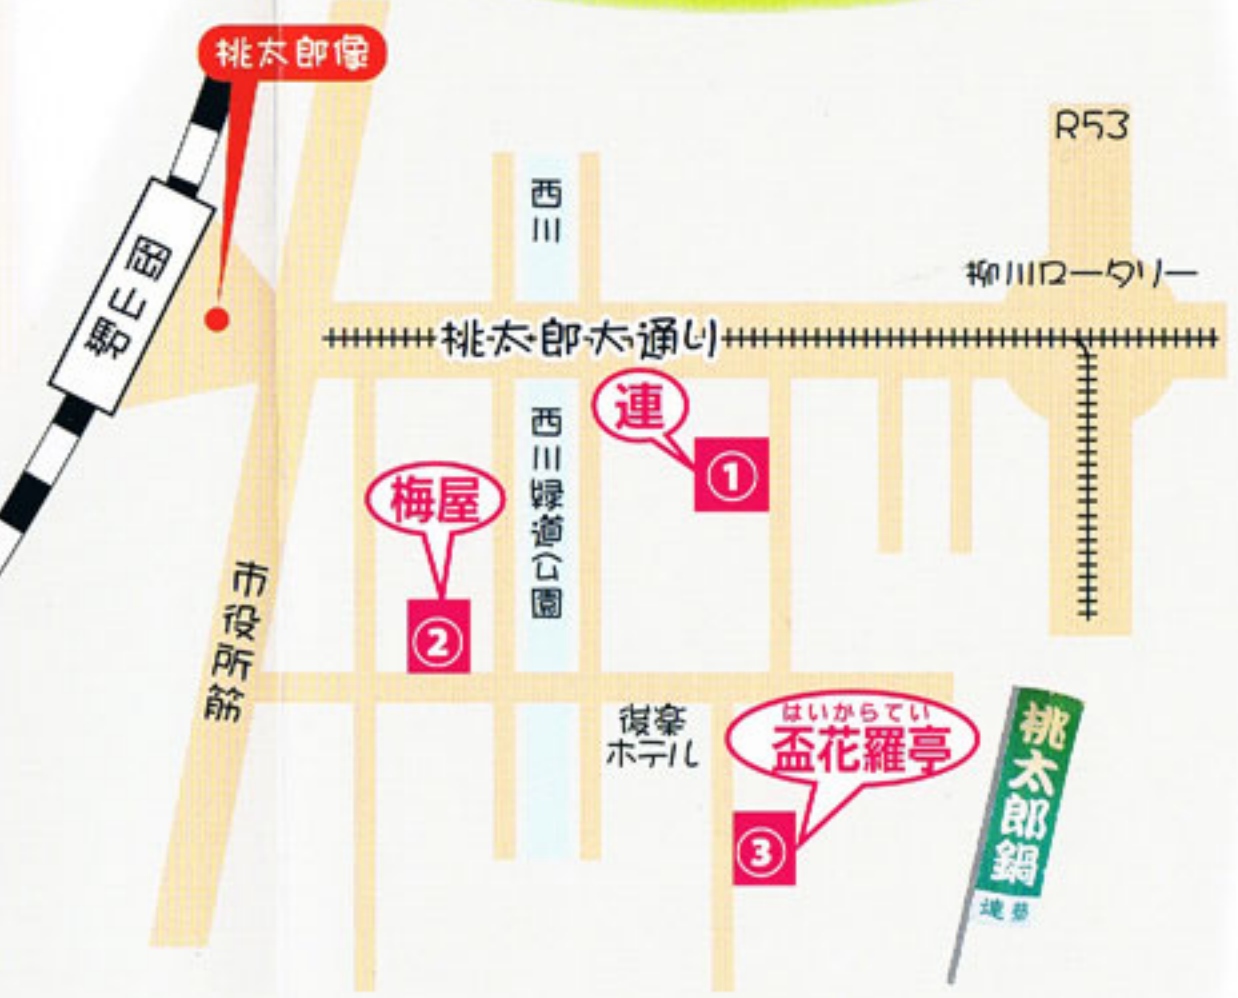 桃太郎像
岡山駅
R53
西川
柳川ロータリー
桃太郎大通り
連
①
西川緑道公園
梅屋
②
市役所筋
後楽
ホテル
はいからてい
盃花羅亭
③
桃太郎鍋